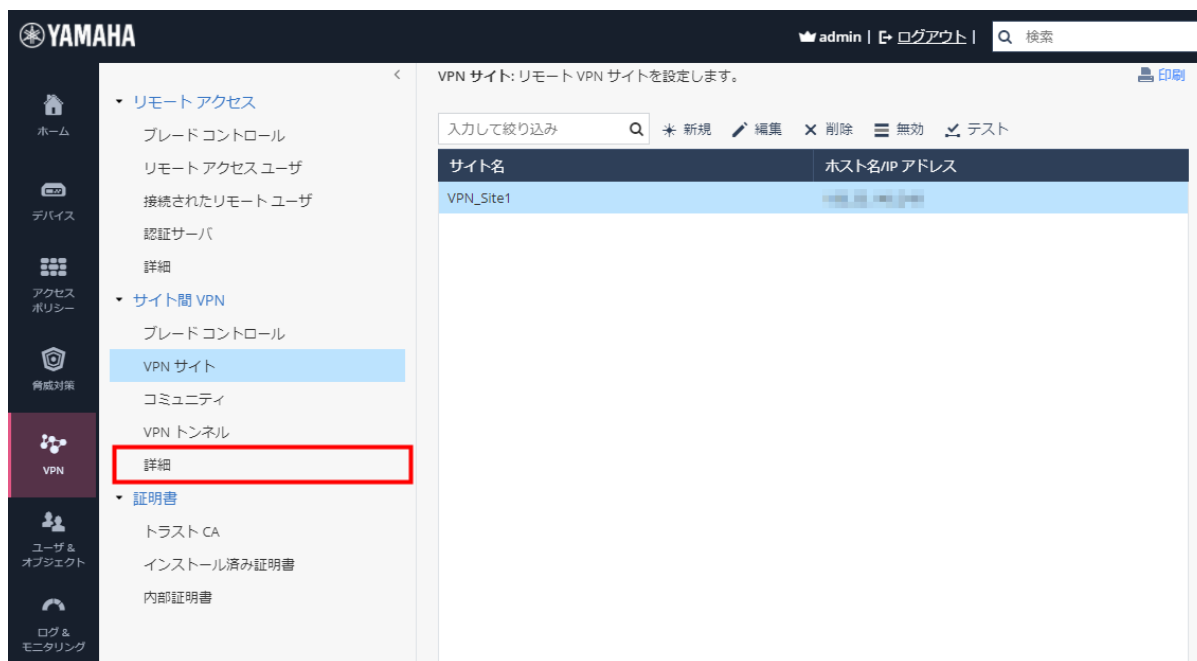 YAMAHA
admin | ログアウト |
検索
ホーム
デバイス
アクセス
ポリシー
脅威対策
VPN
ユーザ &
オブジェクト
ログ &
モニタリング
<
リモート アクセス
ブレード コントロール
リモート アクセス ユーザ
接続されたリモート ユーザ
認証サーバ
詳細
サイト間 VPN
ブレード コントロール
VPN サイト
コミュニティ
VPN トンネル
詳細
証明書
トラスト CA
インストール済み証明書
内部証明書
VPN サイト: リモート VPN サイトを設定します。
印刷
入力して絞り込み
新規 編集 削除 無効 テスト
サイト名 ホスト名/IP アドレス
VPN_Site1